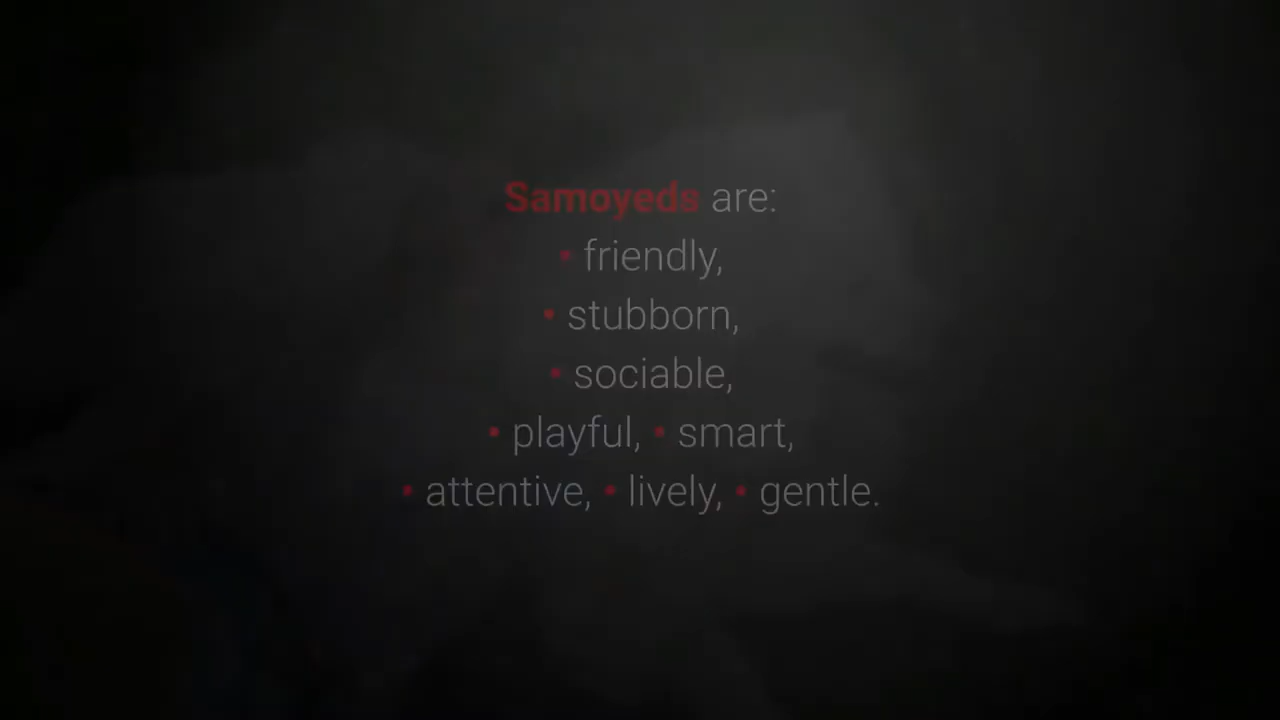 Samoyeds are:
• friendly,
• stubborn,
• sociable,
• playful, • smart,
• attentive, • lively, • gentle.